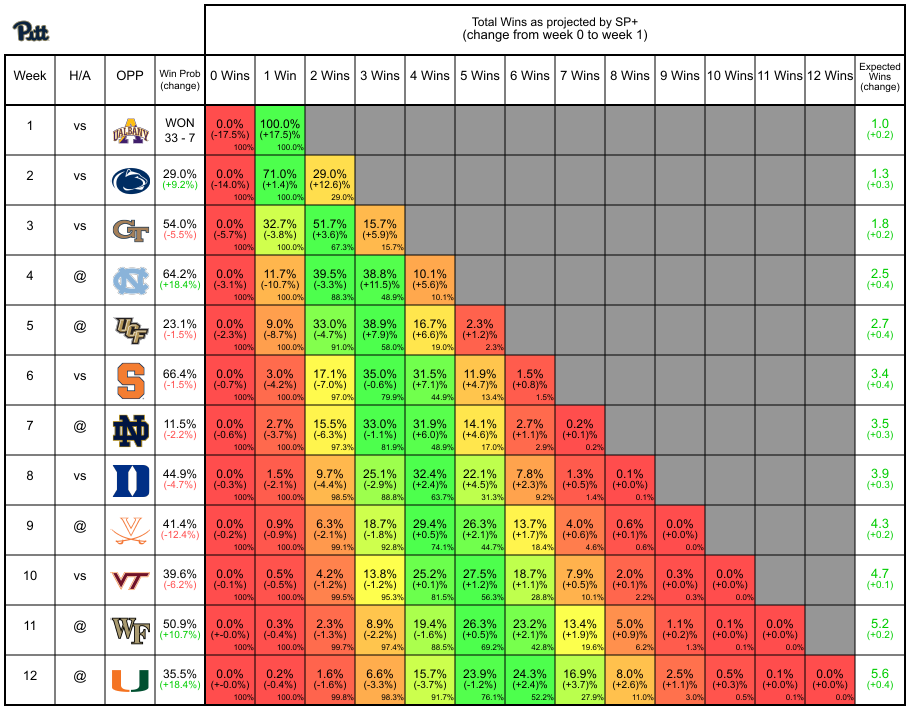 Pitt
Total Wins as projected by SP+
(change from week 0 to week 1)
Week H/A OPP Win Prob (change) 0 Wins 1 Win 2 Wins 3 Wins 4 Wins 5 Wins 6 Wins 7 Wins 8 Wins 9 Wins 10 Wins 11 Wins 12 Wins Expected Wins (change)
1 vs ALBANY WON 0.0% 100.0% 1.0
33 - 7 (-17.5%) (+17.5)% (+0.2)
100% 100.0%
2 vs 29.0% 0.0% 71.0% 29.0% 1.3
(+9.2%) (-14.0%) (+1.4)% (+12.6)% (+0.3)
100% 100.0% 29.0%
3 vs GT 54.0% 0.0% 32.7% 51.7% 15.7% 1.8
(-5.5%) (-5.7%) (-3.8%) (+3.6)% (+5.9)% (+0.2)
100% 100.0% 67.3% 15.7%
4 @ NC 64.2% 0.0% 11.7% 39.5% 38.8% 10.1% 2.5
(+18.4%) (-3.1%) (-10.7%) (-3.3%) (+11.5)% (+5.6)% (+0.4)
100% 100.0% 88.3% 48.9% 10.1%
5 @ UCF 23.1% 0.0% 9.0% 33.0% 38.9% 16.7% 2.3% 2.7
(-1.5%) (-2.3%) (-8.7%) (-4.7%) (+7.9)% (+6.6)% (+1.2)% (+0.4)
100% 100.0% 91.0% 58.0% 19.0% 2.3%
6 vs S 66.4% 0.0% 3.0% 17.1% 35.0% 31.5% 11.9% 1.5% 3.4
(-1.5%) (-0.7%) (-4.2%) (-7.0%) (-0.6%) (+7.1)% (+4.7)% (+0.8)% (+0.4)
100% 100.0% 97.0% 79.9% 44.9% 13.4% 1.5%
7 @ ND 11.5% 0.0% 2.7% 15.5% 33.0% 31.9% 14.1% 2.7% 0.2% 3.5
(-2.2%) (-0.6%) (-3.7%) (-6.3%) (-1.1%) (+6.0)% (+4.6)% (+1.1)% (+0.1)% (+0.3)
100% 100.0% 97.3% 81.9% 48.9% 17.0% 2.9% 0.2%
8 vs D 44.9% 0.0% 1.5% 9.7% 25.1% 32.4% 22.1% 7.8% 1.3% 0.1% 3.9
(-4.7%) (-0.3%) (-2.1%) (-4.4%) (-2.9%) (+2.4)% (+4.5)% (+2.3)% (+0.5)% (+0.0)% (+0.3)
100% 100.0% 98.5% 88.8% 63.7% 31.3% 9.2% 1.4% 0.1%
9 @ V 41.4% 0.0% 0.9% 6.3% 18.7% 29.4% 26.3% 13.7% 4.0% 0.6% 0.0% 4.3
(-12.4%) (-0.2%) (-0.9%) (-2.1%) (-1.8%) (+0.5)% (+2.1)% (+1.7)% (+0.6)% (+0.1)% (+0.0)% (+0.2)
100% 100.0% 99.1% 92.8% 74.1% 44.7% 18.4% 4.6% 0.6% 0.0%
10 vs VT 39.6% 0.0% 0.5% 4.2% 13.8% 25.2% 27.5% 18.7% 7.9% 2.0% 0.3% 0.0% 4.7
(-6.2%) (-0.1%) (-0.5%) (-1.2%) (-1.2%) (+0.1)% (+1.2)% (+1.1)% (+0.5)% (+0.1)% (+0.0)% (+0.0)% (+0.1)
100% 100.0% 99.5% 95.3% 81.5% 56.3% 28.8% 10.1% 2.2% 0.3% 0.0%
11 @ WF 50.9% 0.0% 0.3% 2.3% 8.9% 19.4% 26.3% 23.2% 13.4% 5.0% 1.1% 0.1% 0.0% 5.2
(+10.7%) (+-0.0%) (-0.4%) (-1.3%) (-2.2%) (-1.6%) (+0.5)% (+2.1)% (+1.9)% (+0.9)% (+0.2)% (+0.0)% (+0.0)% (+0.2)
100% 100.0% 99.7% 97.4% 88.5% 69.2% 42.8% 19.6% 6.2% 1.3% 0.1% 0.0%
12 @ U 35.5% 0.0% 0.2% 1.6% 6.6% 15.7% 23.9% 24.3% 16.9% 8.0% 2.5% 0.5% 0.1% 0.0% 5.6
(+18.4%) (+-0.0%) (-0.4%) (-1.6%) (-3.3%) (-3.7%) (-1.2%) (+2.4)% (+3.7)% (+2.6)% (+1.1)% (+0.3)% (+0.0)% (+0.0)% (+0.4)
100% 100.0% 99.8% 98.3% 91.7% 76.1% 52.2% 27.9% 11.0% 3.0% 0.5% 0.1% 0.0%